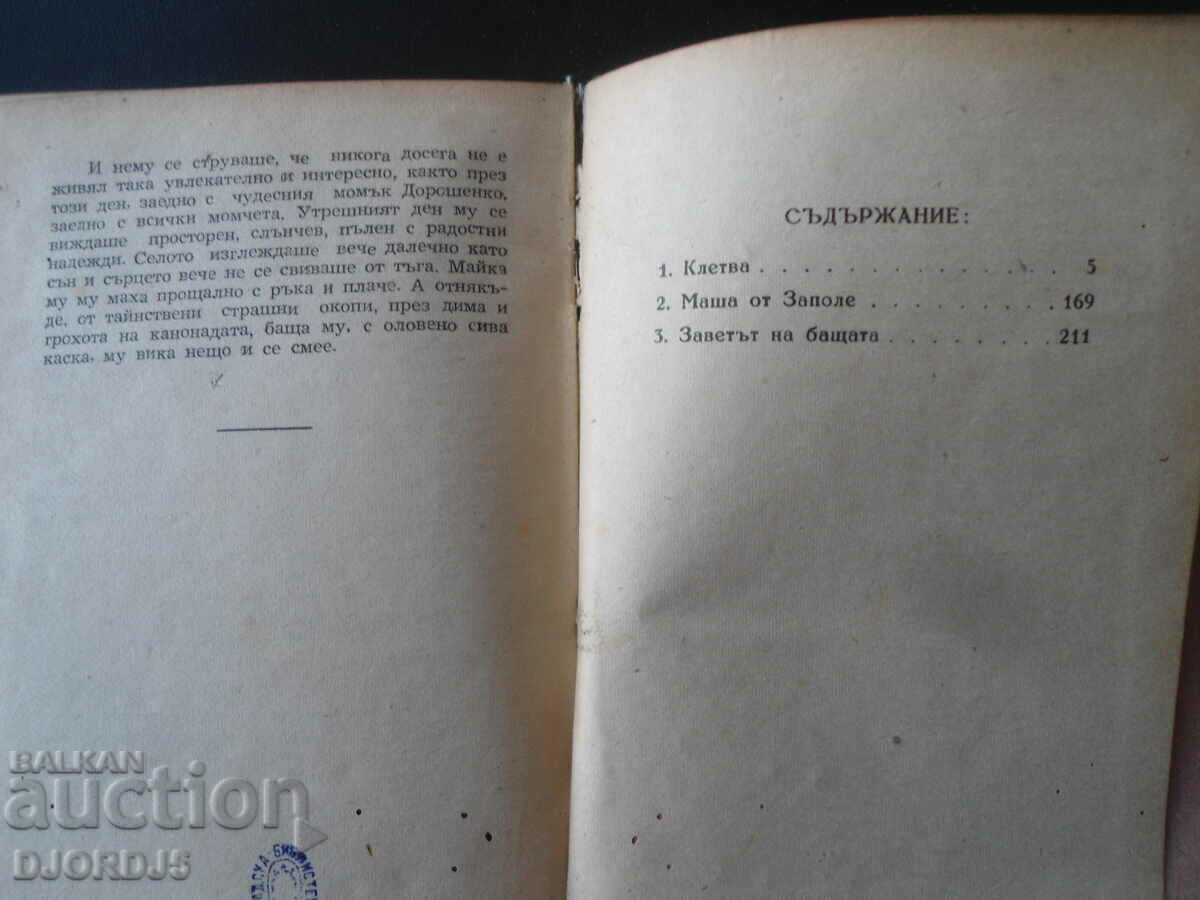 И нему се струваше, че никога досега не е
живял така увлекателно и интересно, както през
този ден, заедно с чудесния момък Дорошенко,
заедно с всички момчета. Утрешният ден му се
виждаше просторен, слънчев, пълен с радостни
надежди. Селото изглеждаше вече далечно като
сън и сърцето вече не се свиваше от тъга. Майка
му му маха прощално с ръка и плаче. А отнякъ-
де, от тайнствени страшни окопи, през дима и
грохота на канонадата, баща му, с оловено сива
каска, му вика нещо и се смее.
СЪДЪРЖАНИЕ:
1. Клетва . . . . . . . . . . . . . 5
2. Маша от Заполе . . . . . . . . . 169
3. Заветът на бащата . . . . . . . . 211
BALKAN
auction
DJORDJ5